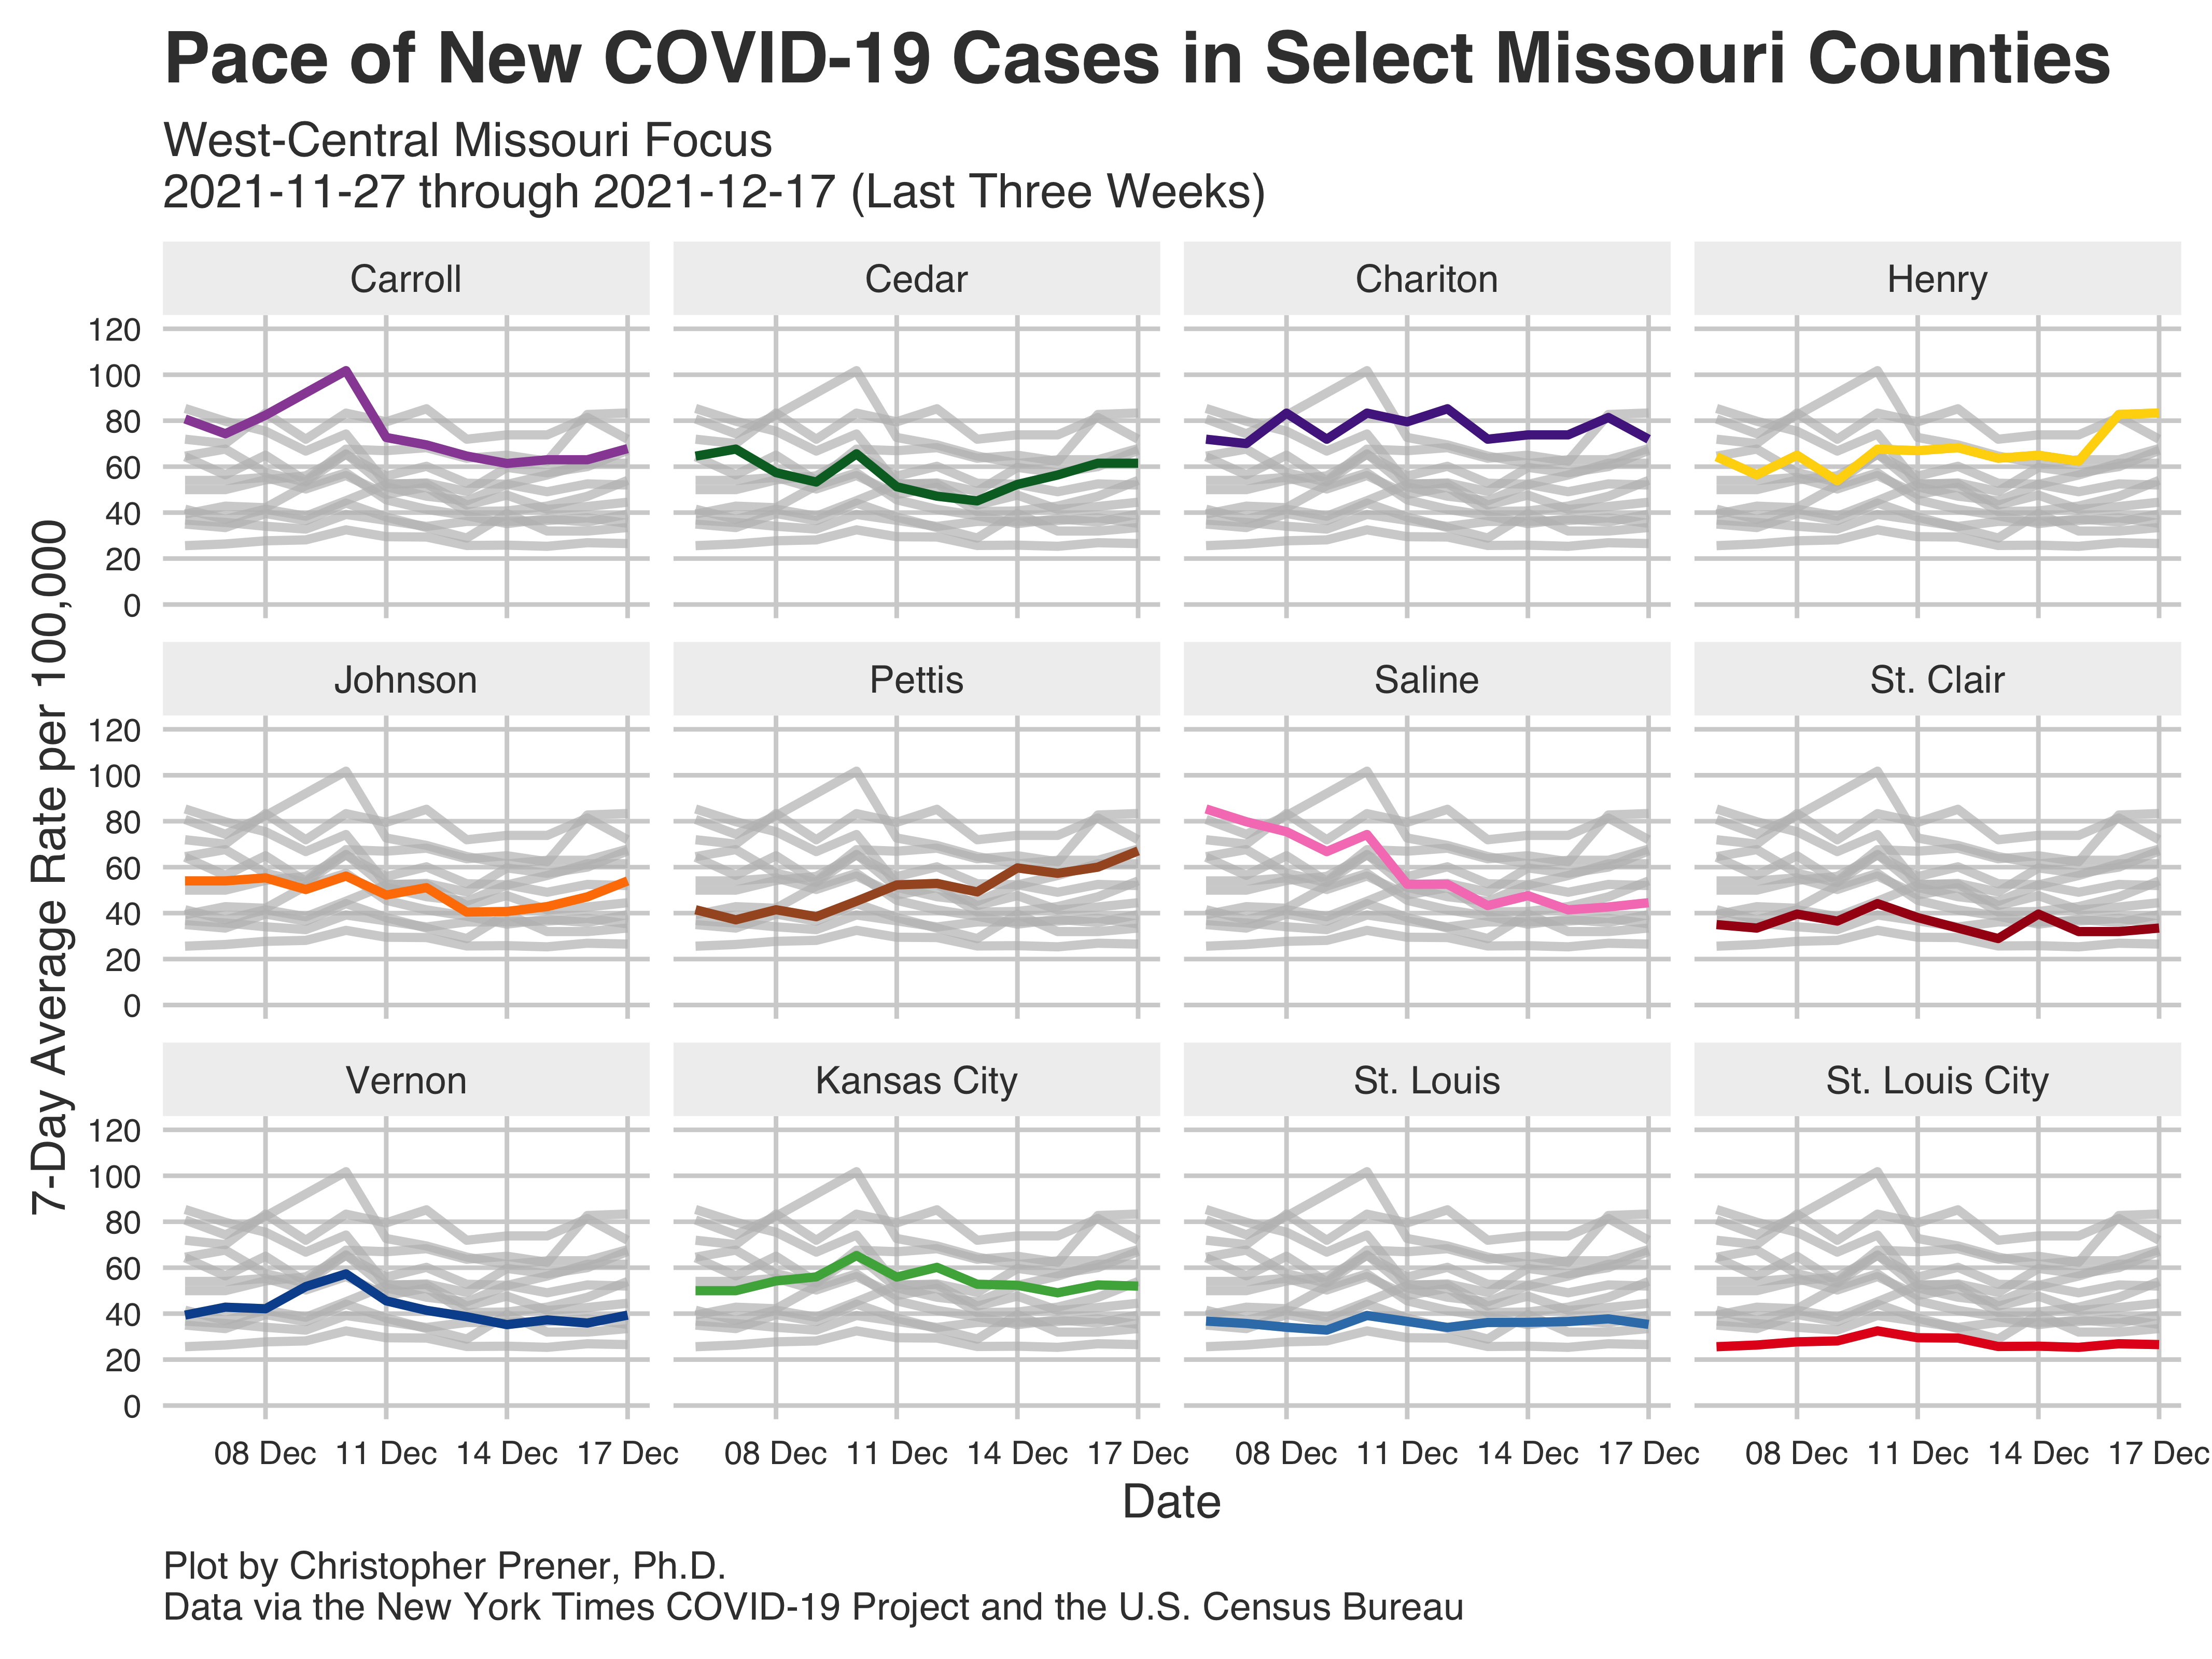 Pace of New COVID-19 Cases in Select Missouri Counties
West-Central Missouri Focus
2021-11-27 through 2021-12-17 (Last Three Weeks)
7-Day Average Rate per 100,000
Carroll
Cedar
Chariton
Henry
120
100
80
60
40
20
0
Johnson
Pettis
Saline
St. Clair
120
100
80
60
40
20
0
Vernon
Kansas City
St. Louis
St. Louis City
120
100
80
60
40
20
0
08 Dec 11 Dec 14 Dec 17 Dec
08 Dec 11 Dec 14 Dec 17 Dec
08 Dec 11 Dec 14 Dec 17 Dec
08 Dec 11 Dec 14 Dec 17 Dec
Date
Plot by Christopher Prener, Ph.D.
Data via the New York Times COVID-19 Project and the U.S. Census Bureau